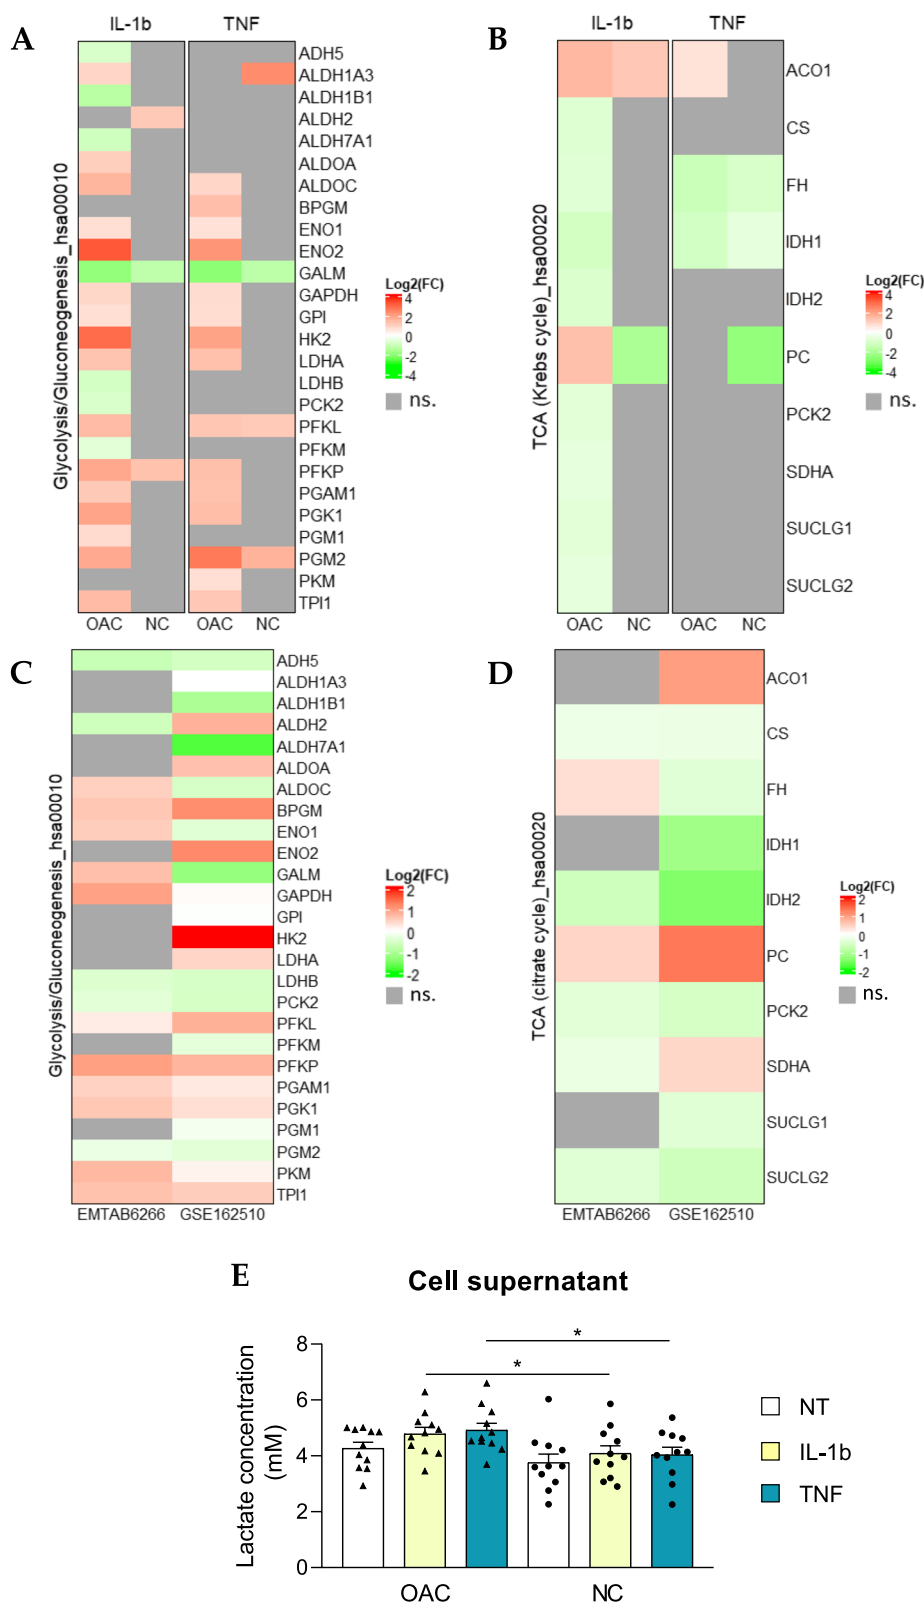 A
IL-1b
TNF
Glycolysis/Gluconeogenesis_hsa00010
ADH5
ALDH1A3
ALDH1B1
ALDH2
ALDH7A1
ALDOA
ALDOC
BPGM
ENO1
ENO2
GALM
GAPDH
GPI
HK2
LDHA
LDHB
PCK2
PFKL
PFKM
PFKP
PGAM1
PGK1
PGM1
PGM2
PKM
TPI1
OAC
NC
OAC
NC
Log2(FC)
4
2
0
-2
-4
ns.
B
IL-1b
TNF
TCA (Krebs cycle)_hsa00020
ACO1
CS
FH
IDH1
IDH2
PC
PCK2
SDHA
SUCLG1
SUCLG2
OAC
NC
OAC
NC
Log2(FC)
4
2
0
-2
-4
ns.
C
Glycolysis/Gluconeogenesis_hsa00010
ADH5
ALDH1A3
ALDH1B1
ALDH2
ALDH7A1
ALDOA
ALDOC
BPGM
ENO1
ENO2
GALM
GAPDH
GPI
HK2
LDHA
LDHB
PCK2
PFKL
PFKM
PFKP
PGAM1
PGK1
PGM1
PGM2
PKM
TPI1
EMTAB6266
GSE162510
Log2(FC)
2
1
0
-1
-2
ns.
D
TCA (citrate cycle)_hsa00020
ACO1
CS
FH
IDH1
IDH2
PC
PCK2
SDHA
SUCLG1
SUCLG2
EMTAB6266
GSE162510
Log2(FC)
2
1
0
-1
-2
ns.
E
Cell supernatant
Lactate concentration
(mM)
8
6
4
2
0
*
*
OAC
NC
NT
IL-1b
TNF